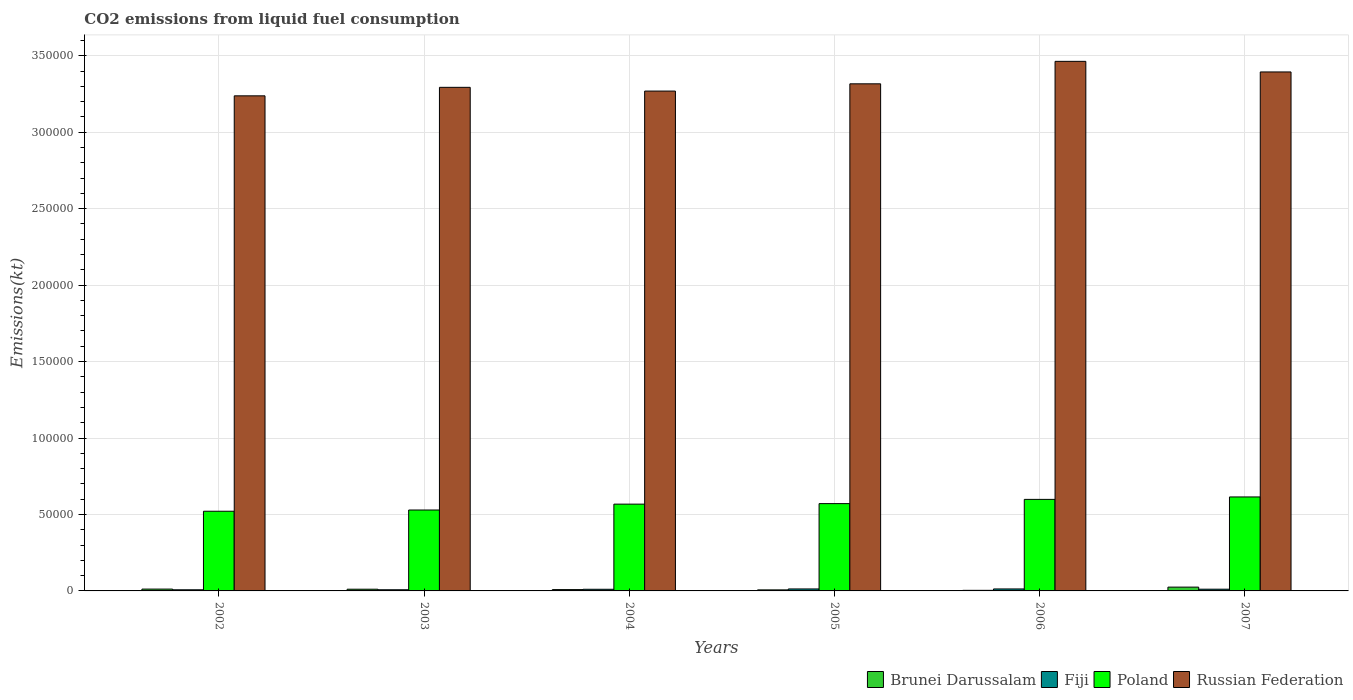 CO2 emissions from liquid fuel consumption
Emissions(kt)
350000
300000
250000
200000
150000
100000
50000
0
2002
2003
2004
2005
2006
2007
Years
Brunei Darussalam
Fiji
Poland
Russian Federation